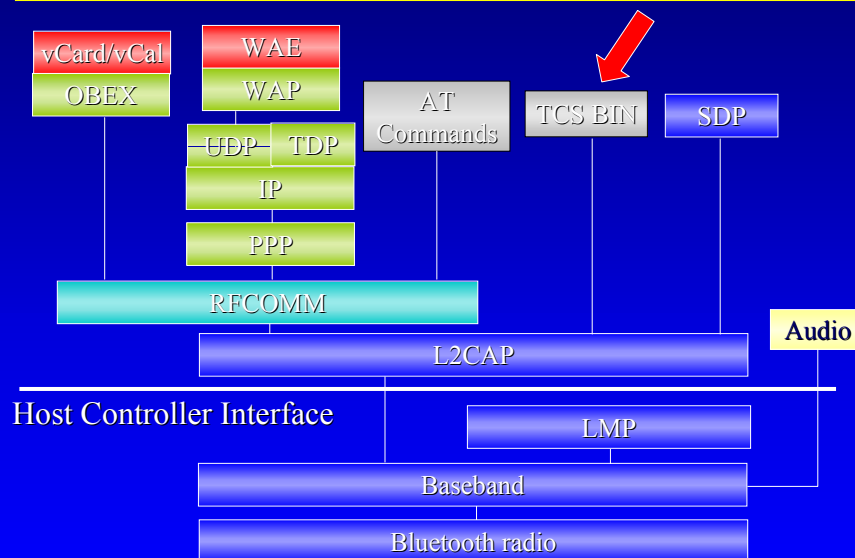 vCard/vCal
OBEX
WAE
WAP
UDP
TDP
IP
PPP
AT
Commands
TCS BIN
SDP
RFCOMM
L2CAP
Audio
Host Controller Interface
LMP
Baseband
Bluetooth radio